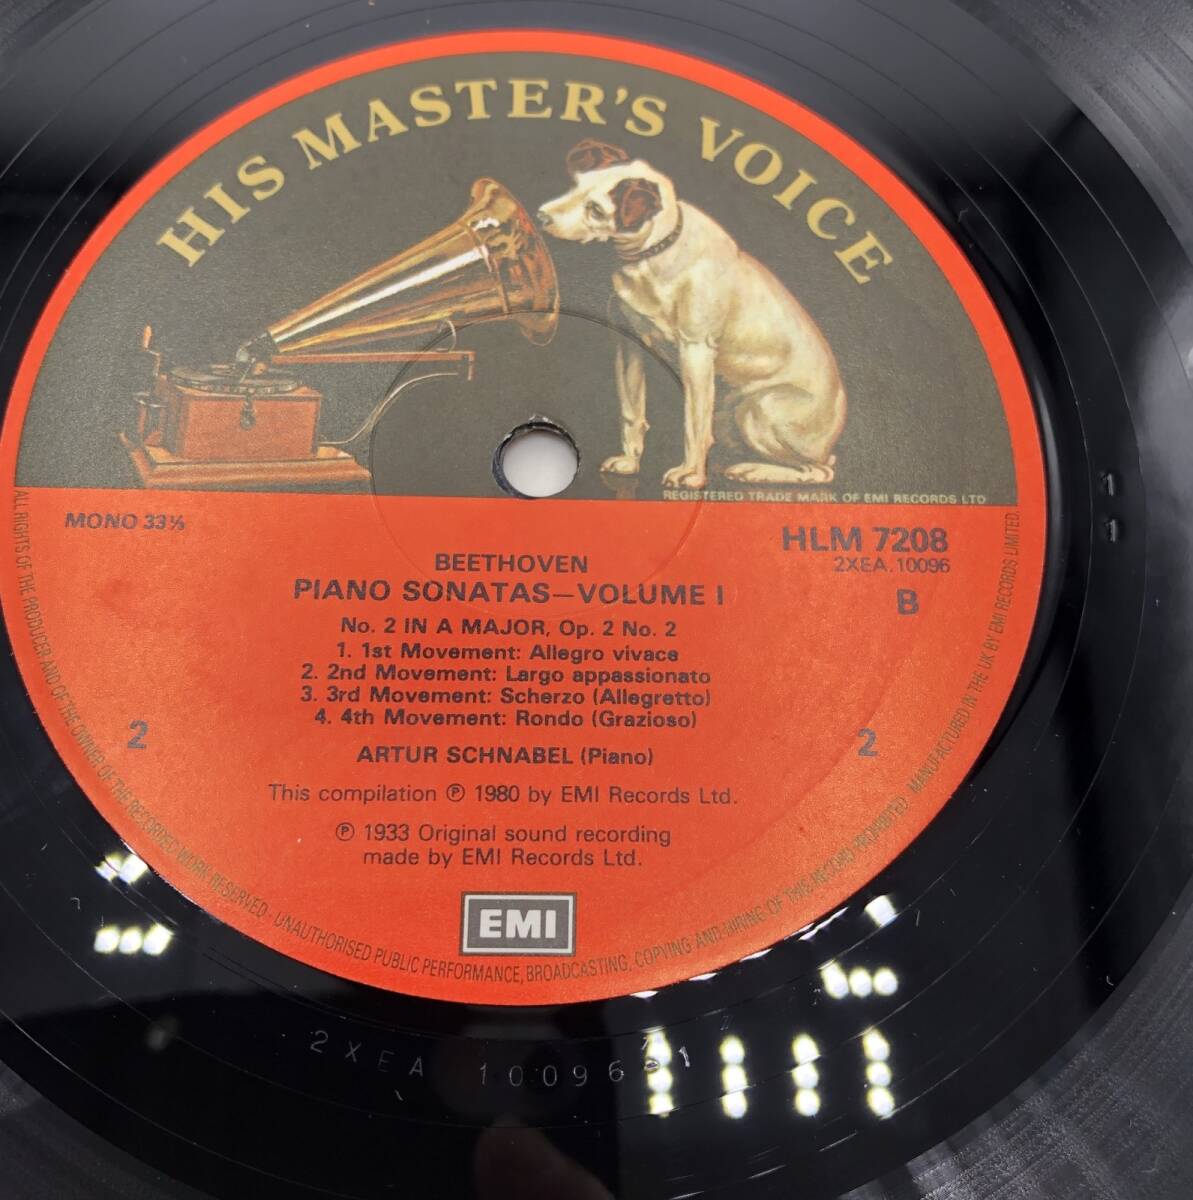 HIS MASTER'S VOICE
REGISTERED TRADE MARK OF EMI RECORDS LTD
MONO 33⅓
HLM 7208
2XEA.10096
B
BEETHOVEN
PIANO SONATAS—VOLUME I
No. 2 IN A MAJOR, Op. 2 No. 2
1. 1st Movement: Allegro vivace
2. 2nd Movement: Largo appassionato
3. 3rd Movement: Scherzo (Allegretto)
4. 4th Movement: Rondo (Grazioso)
2
2
ARTUR SCHNABEL (Piano)
This compilation ℗ 1980 by EMI Records Ltd.
℗ 1933 Original sound recording
made by EMI Records Ltd.
EMI
ALL RIGHTS OF THE PRODUCER AND OF THE OWNER OF THE RECORDED WORK RESERVED · UNAUTHORISED PUBLIC PERFORMANCE, BROADCASTING, COPYING AND HIRING OF THIS RECORD PROHIBITED · MANUFACTURED IN THE UK BY EMI RECORDS LIMITED
2XEA 10096